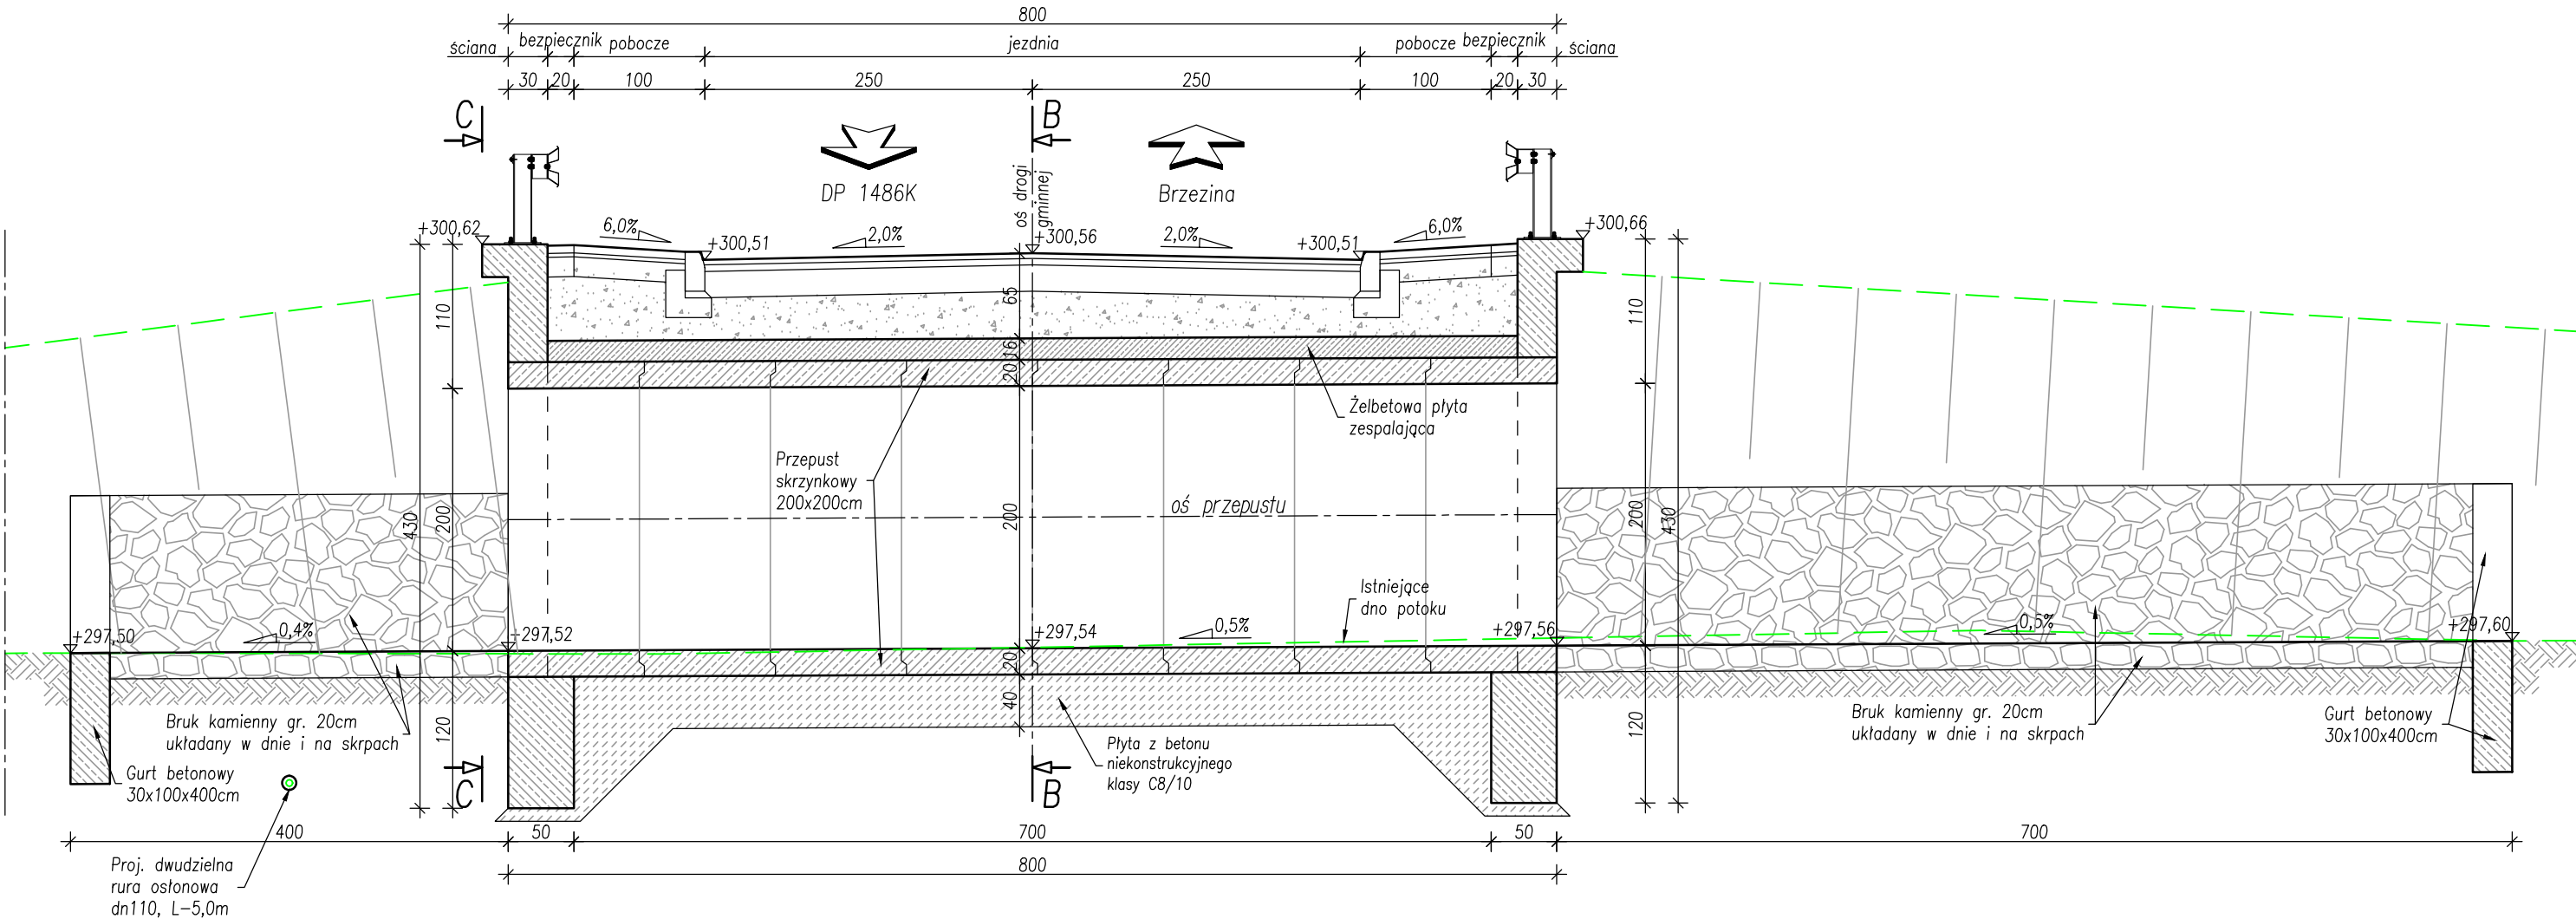 800
ściana bezpiecznik pobocze jezdnia pobocze bezpiecznik ściana
30 20 100 250 250 100 20 30
C B
DP 1486K
oś drogi
gminnej
Brzezina
+300,62 6,0% +300,51 2,0% +300,56 2,0% +300,51 6,0% +300,66
110 65 110
16
20
Żelbetowa płyta
zespalająca
Przepust
skrzynkowy
200x200cm
oś przepustu
430 200 200 200 430
Istniejące
dno potoku
+297,50 0,4% +297,52 +297,54 0,5% +297,56 0,5% +297,60
20
40
120 120
Bruk kamienny gr. 20cm
układany w dnie i na skrpach
Gurt betonowy
30x100x400cm
Płyta z betonu
niekonstrukcyjnego
klasy C8/10
Bruk kamienny gr. 20cm
układany w dnie i na skrpach
Gurt betonowy
30x100x400cm
C B
400 50 700 50 700
800
Proj. dwudzielna
rura osłonowa
dn110, L-5,0m